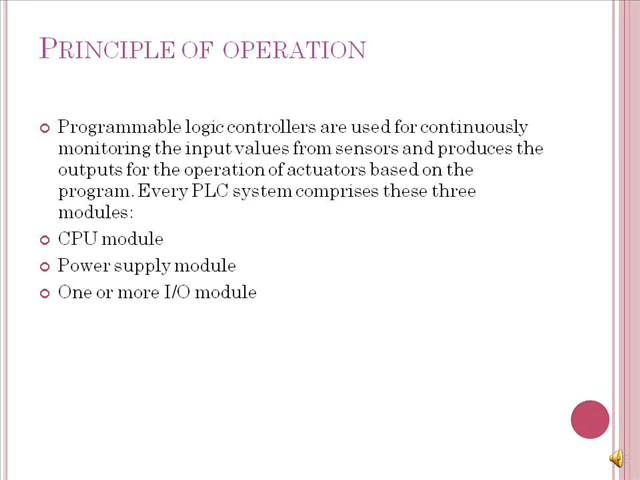 PRINCIPLE OF OPERATION
Programmable logic controllers are used for continuously
monitoring the input values from sensors and produces the
outputs for the operation of actuators based on the
program. Every PLC system comprises these three
modules:
CPU module
Power supply module
One or more I/O module